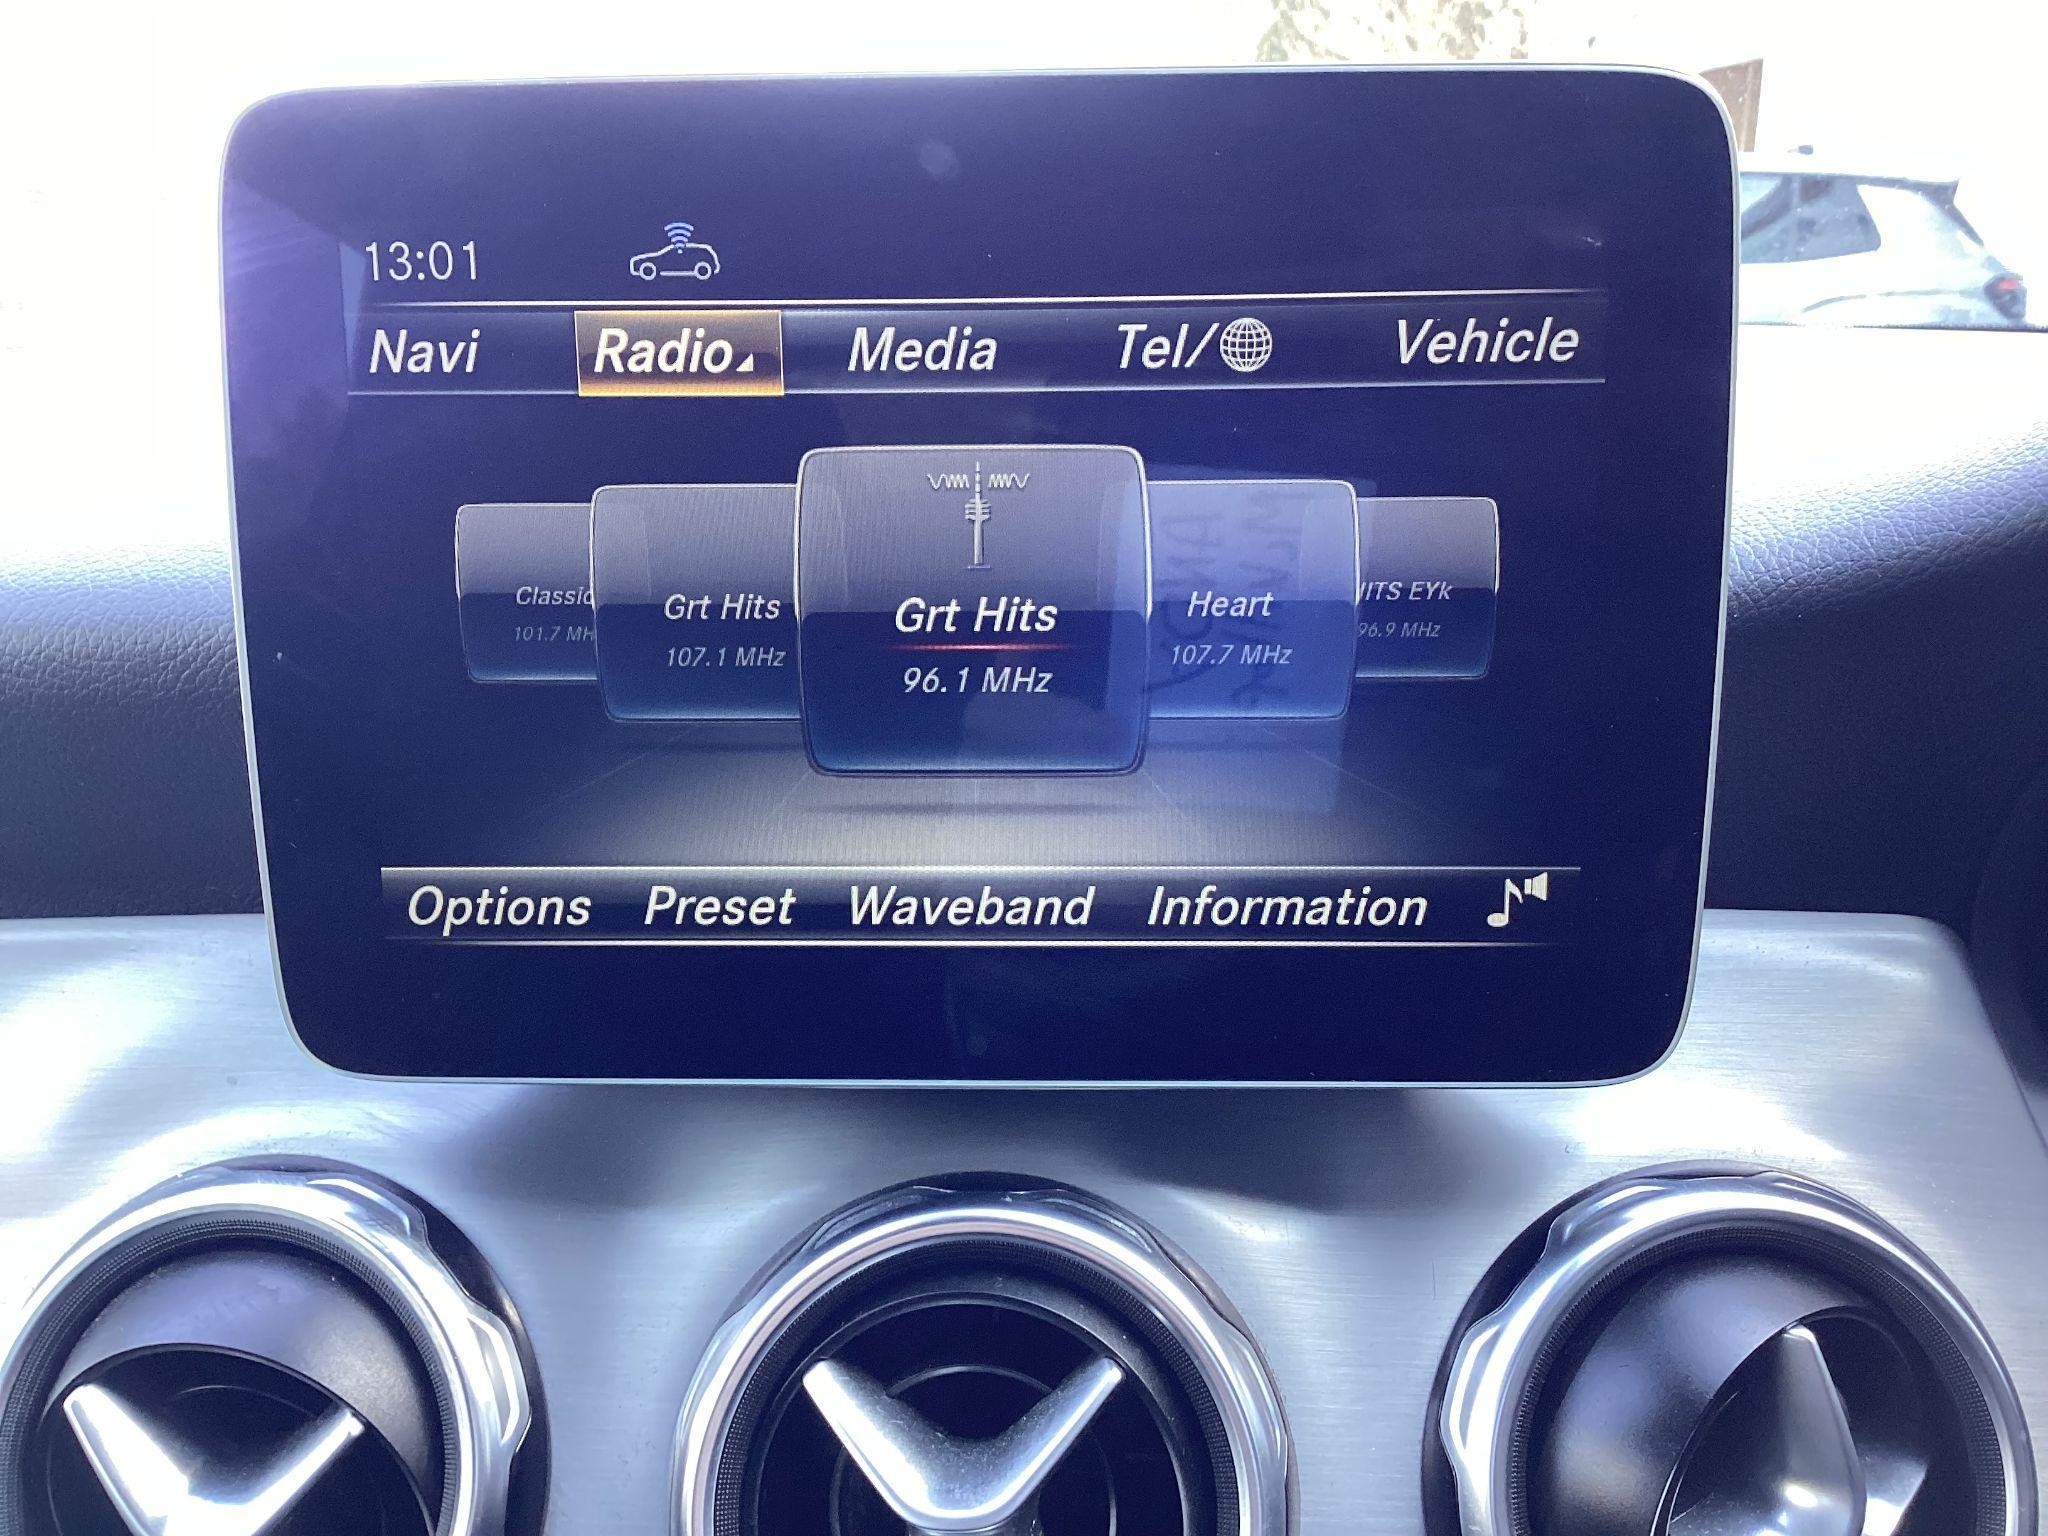 13:01
Navi Radio Media Tel/ Vehicle
Classic Grt Hits Grt Hits Heart HITS EYk
101.7 MH 107.1 MHz 96.1 MHz 107.7 MHz 96.9 MHz
Options Preset Waveband Information